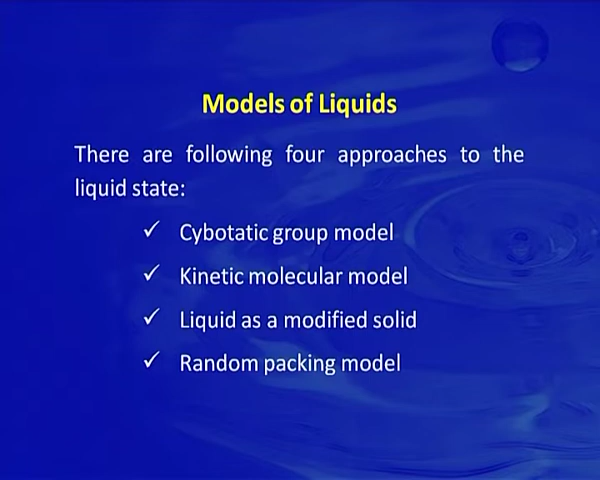 Models of Liquids
There are following four approaches to the
liquid state:
✓ Cybotatic group model
✓ Kinetic molecular model
✓ Liquid as a modified solid
✓ Random packing model